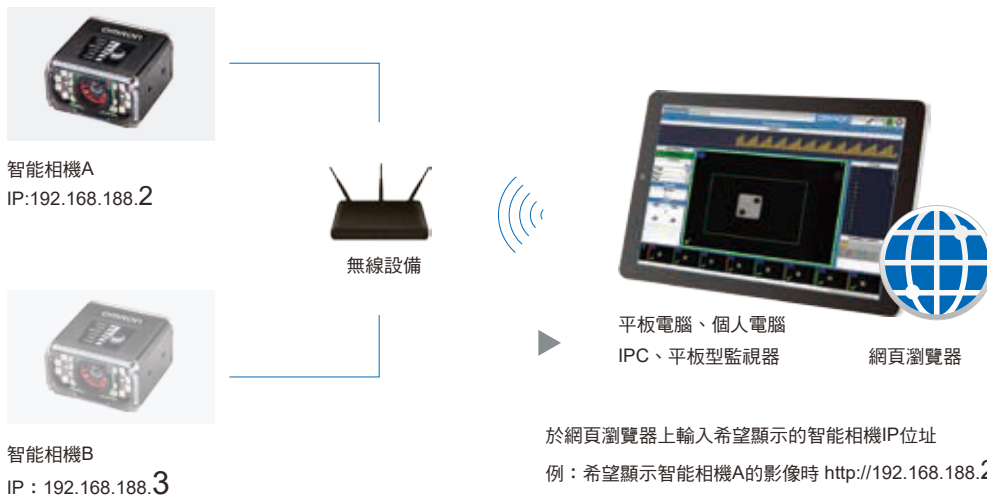 OMRON
智能相機A
IP:192.168.188.2
無線設備
OMRON
智能相機B
IP：192.168.188.3
平板電腦、個人電腦
IPC、平板型監視器
網頁瀏覽器
於網頁瀏覽器上輸入希望顯示的智能相機IP位址
例：希望顯示智能相機A的影像時 http://192.168.188.2